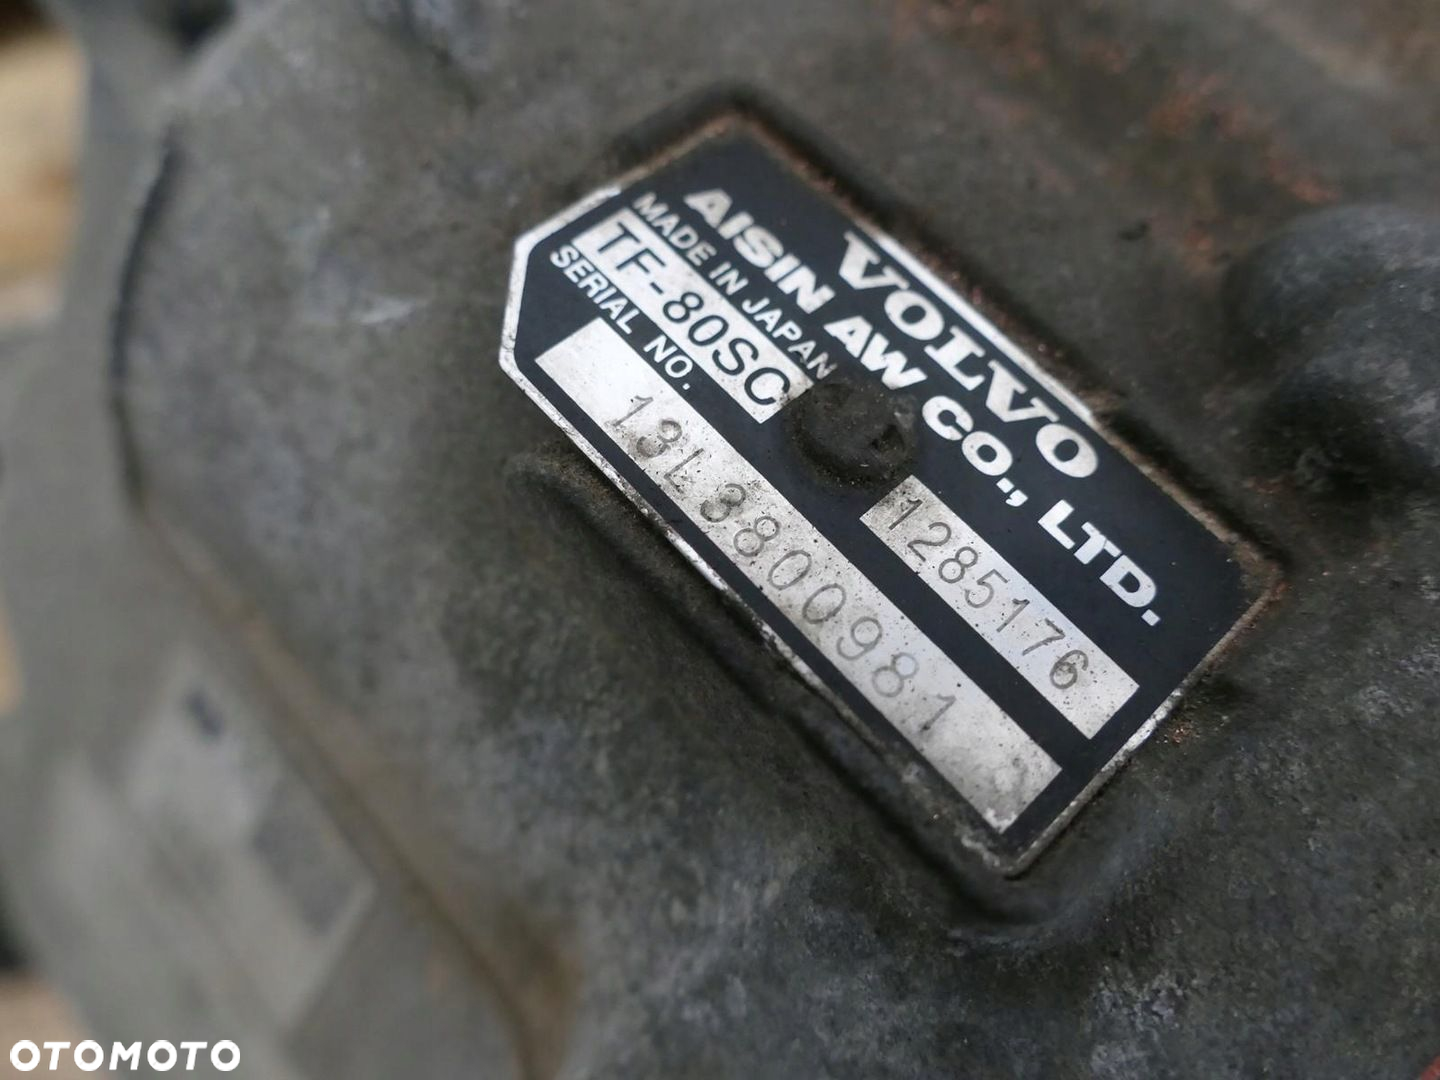 VOLVO
AISIN AW CO., LTD.
MADE IN JAPAN
TF-80SC
1285176
SERIAL NO.
13L3800981
OTOMOTO